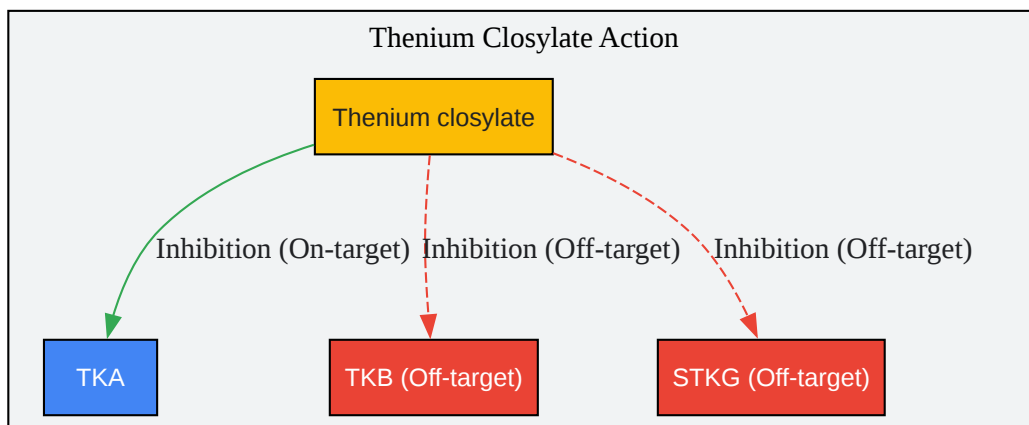 Thenium Closylate Action
Thenium closylate
Inhibition (On-target)
Inhibition (Off-target)
Inhibition (Off-target)
TKA
TKB (Off-target)
STKG (Off-target)